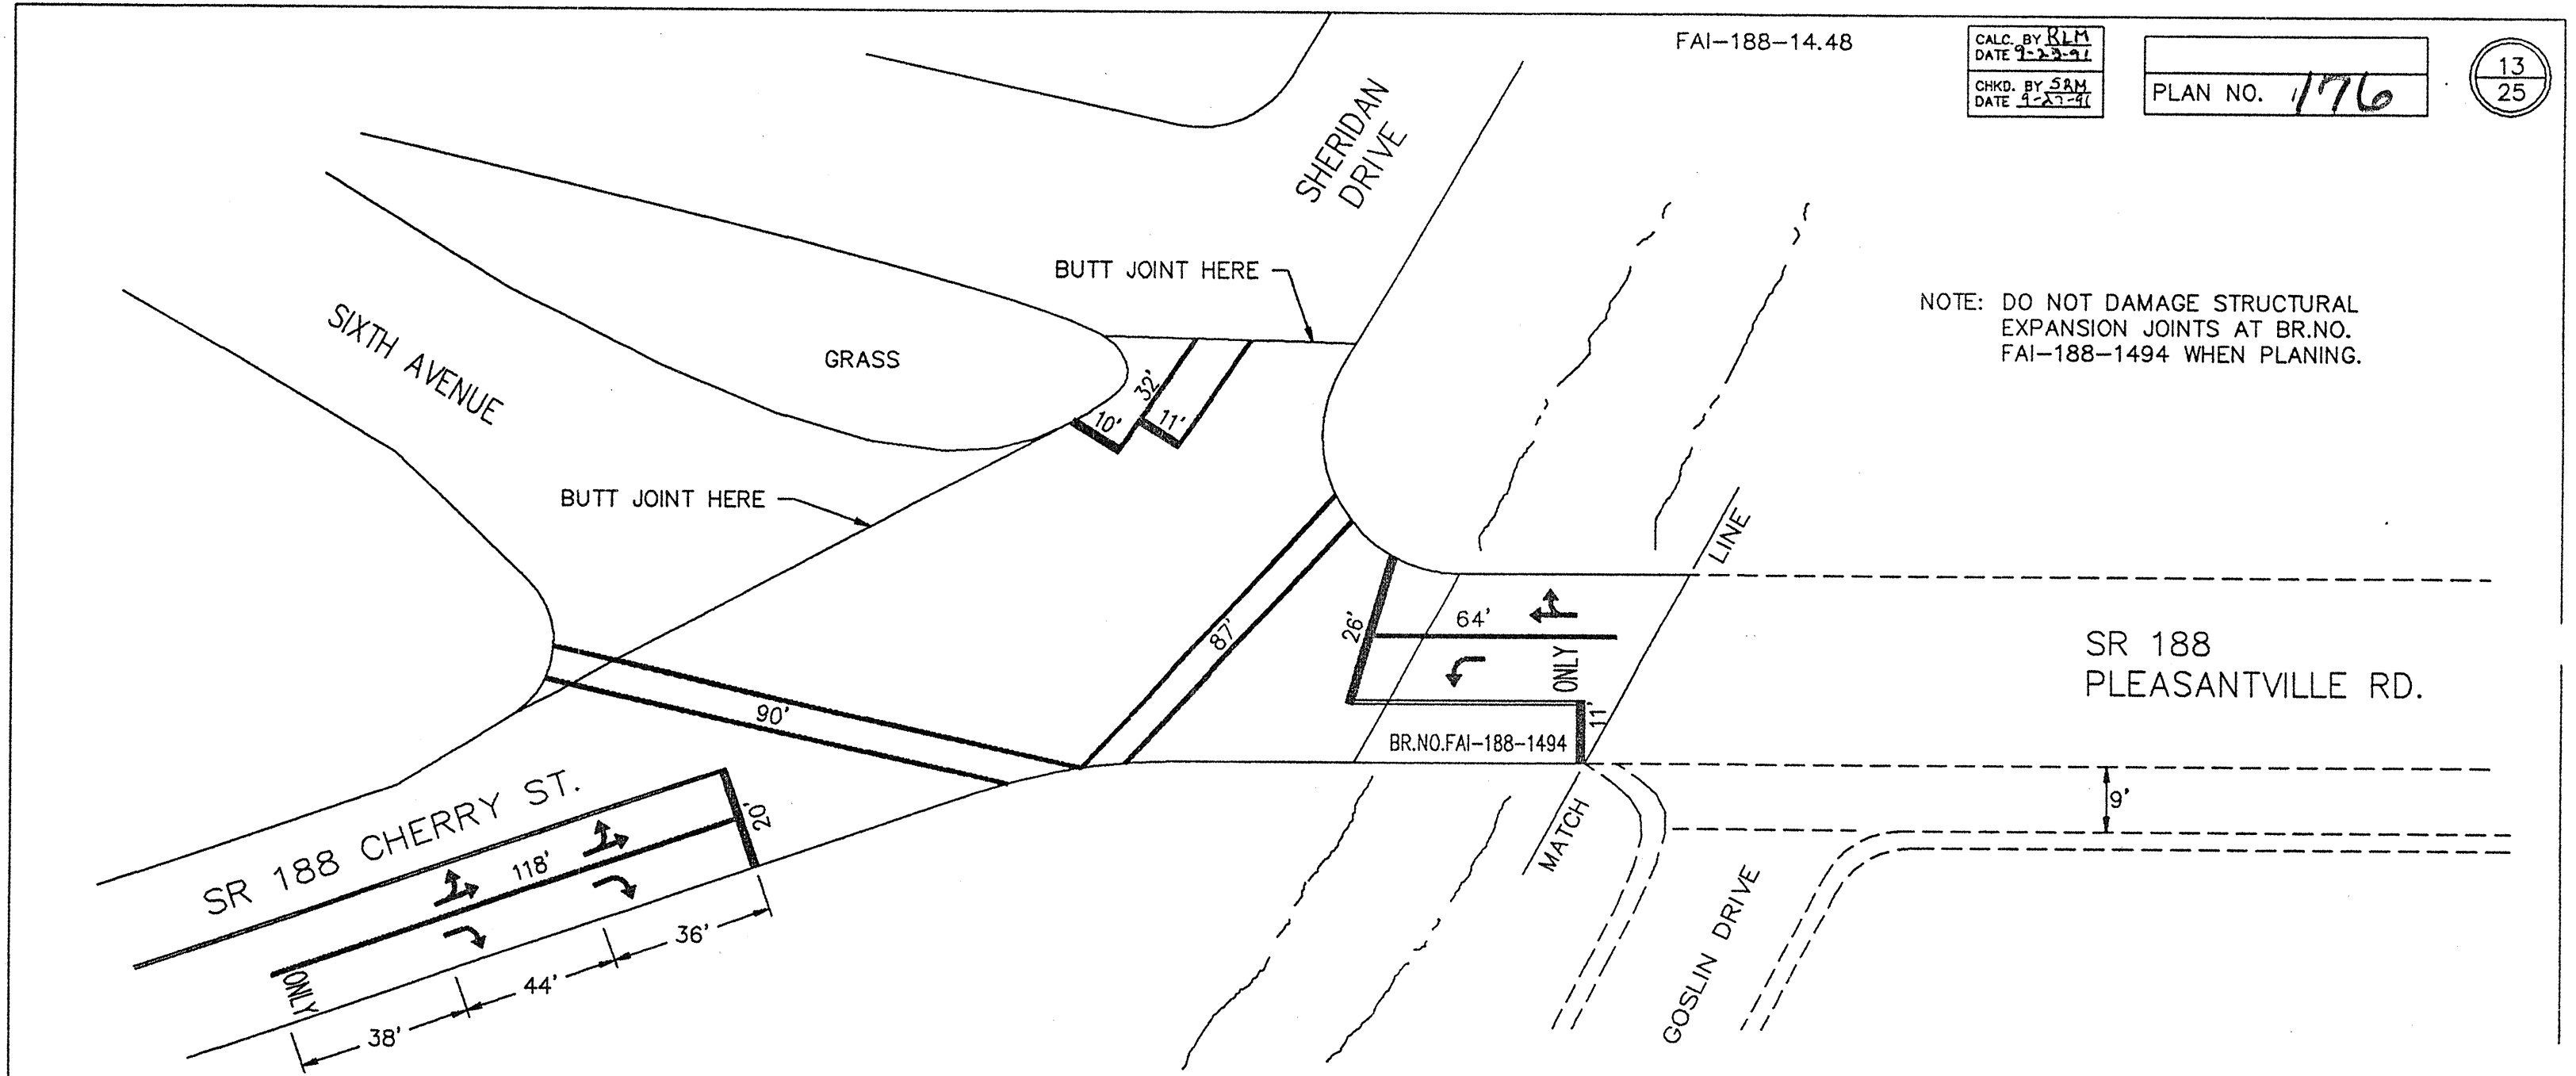 FAI-188-14.48
CALC. BY RLM
DATE 9-23-91
CHKD. BY SRM
DATE 9-27-91
PLAN NO. 176
13
25
SHERIDAN
DRIVE
BUTT JOINT HERE
NOTE: DO NOT DAMAGE STRUCTURAL
EXPANSION JOINTS AT BR.NO.
FAI-188-1494 WHEN PLANING.
SIXTH AVENUE
GRASS
32'
10'
11'
BUTT JOINT HERE
LINE
26'
64'
87'
ONLY
SR 188
PLEASANTVILLE RD.
90'
11'
BR.NO.FAI-188-1494
9'
MATCH
SR 188 CHERRY ST.
20'
118'
ONLY
36'
44'
38'
GOSLIN DRIVE